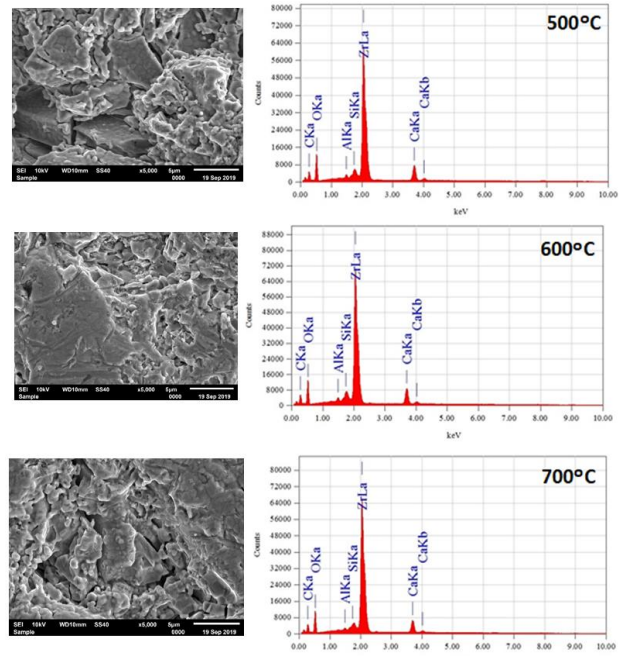 500°C
80000
72000
64000
56000
48000
40000
32000
24000
16000
8000
0
Counts
CKa OKa AlKa SiKa ZrLa CaKa CaKb
0.00 1.00 2.00 3.00 4.00 5.00 6.00 7.00 8.00 9.00 10.00
keV
SEI 10kV WD10mm SS40 x5,000 5µm
Sample 0000 19 Sep 2019
600°C
88000
80000
72000
64000
56000
48000
40000
32000
24000
16000
8000
0
Counts
CKa OKa AlKa SiKa ZrLa CaKa CaKb
0.00 1.00 2.00 3.00 4.00 5.00 6.00 7.00 8.00 9.00 10.00
keV
SEI 10kV WD10mm SS40 x5,000 5µm
Sample 0000 19 Sep 2019
700°C
80000
72000
64000
56000
48000
40000
32000
24000
16000
8000
0
Counts
CKa OKa AlKa SiKa ZrLa CaKa CaKb
0.00 1.00 2.00 3.00 4.00 5.00 6.00 7.00 8.00 9.00 10.00
keV
SEI 10kV WD10mm SS40 x5,000 5µm
Sample 0000 19 Sep 2019